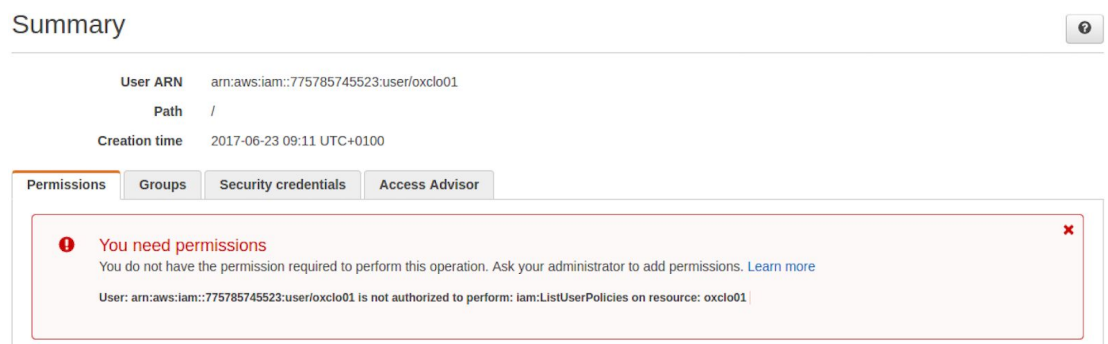 Summary
User ARN arn:aws:iam::775785745523:user/oxclo01
Path /
Creation time 2017-06-23 09:11 UTC+0100
Permissions Groups Security credentials Access Advisor
You need permissions
You do not have the permission required to perform this operation. Ask your administrator to add permissions. Learn more
User: arn:aws:iam::775785745523:user/oxclo01 is not authorized to perform: iam:ListUserPolicies on resource: oxclo01